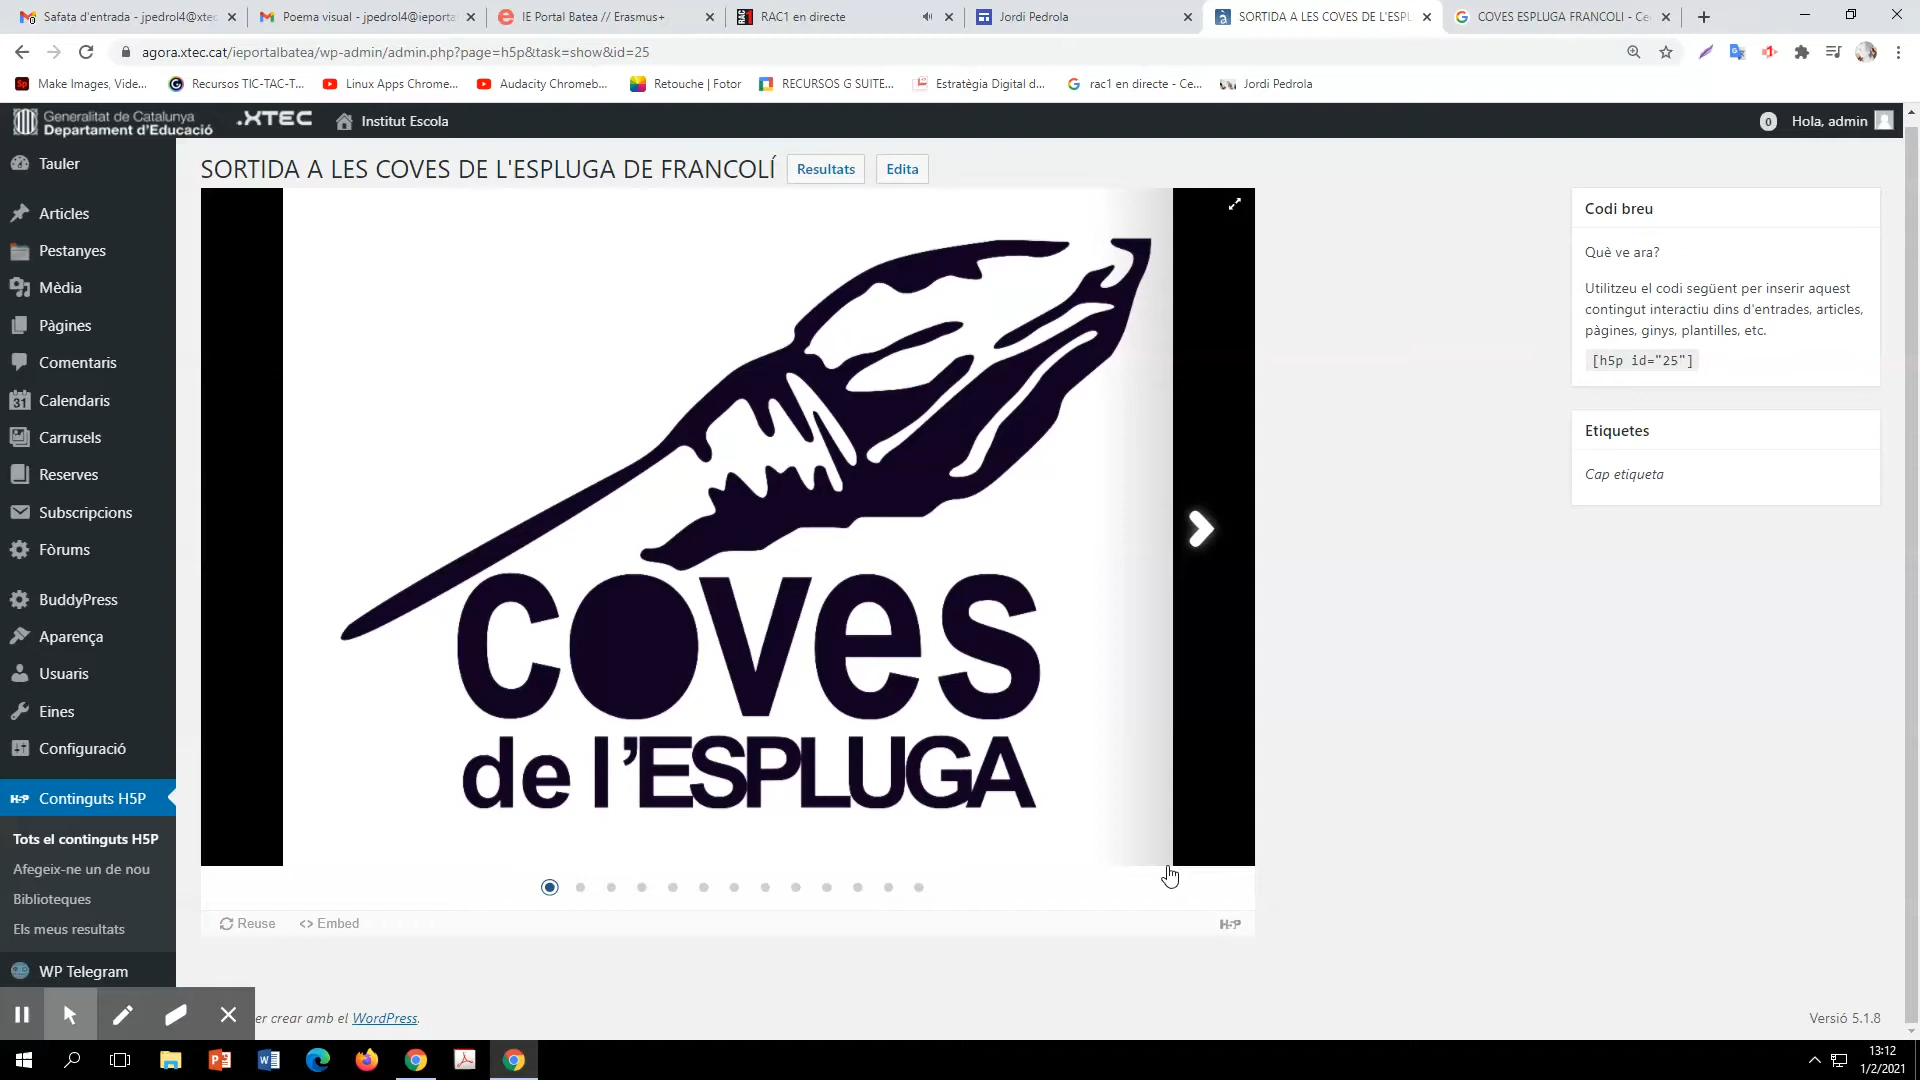 Safata d'entrada - jpedrol4@xtec
Poema visual - jpedrol4@ieporta
IE Portal Batea // Erasmus+
RAC1 en directe
Jordi Pedrola
SORTIDA A LES COVES DE L'ESPL
COVES ESPLUGA FRANCOLI - Ce
agora.xtec.cat/ieportalbatea/wp-admin/admin.php?page=h5p&task=show&id=25
Make Images, Vide...
Recursos TIC-TAC-T...
Linux Apps Chrome...
Audacity Chromeb...
Retouche | Fotor
RECURSOS G SUITE...
Estratègia Digital d...
rac1 en directe - Ce...
Jordi Pedrola
Generalitat de Catalunya
Departament d'Educació
.XTEC
Institut Escola
0
Hola, admin
Tauler
Articles
Pestanyes
Mèdia
Pàgines
Comentaris
31 Calendaris
Carrusels
Reserves
Subscripcions
Fòrums
BuddyPress
Aparença
Usuaris
Eines
Configuració
H5P Continguts H5P
Tots el continguts H5P
Afegeix-ne un de nou
Biblioteques
Els meus resultats
WP Telegram
SORTIDA A LES COVES DE L'ESPLUGA DE FRANCOLÍ
Resultats
Edita
coves
de l'ESPLUGA
Reuse
<> Embed
H5P
Codi breu
Què ve ara?
Utilitzeu el codi següent per inserir aquest
contingut interactiu dins d'entrades, articles,
pàgines, ginys, plantilles, etc.
[h5p id="25"]
Etiquetes
Cap etiqueta
er crear amb el WordPress.
Versió 5.1.8
13:12
1/2/2021